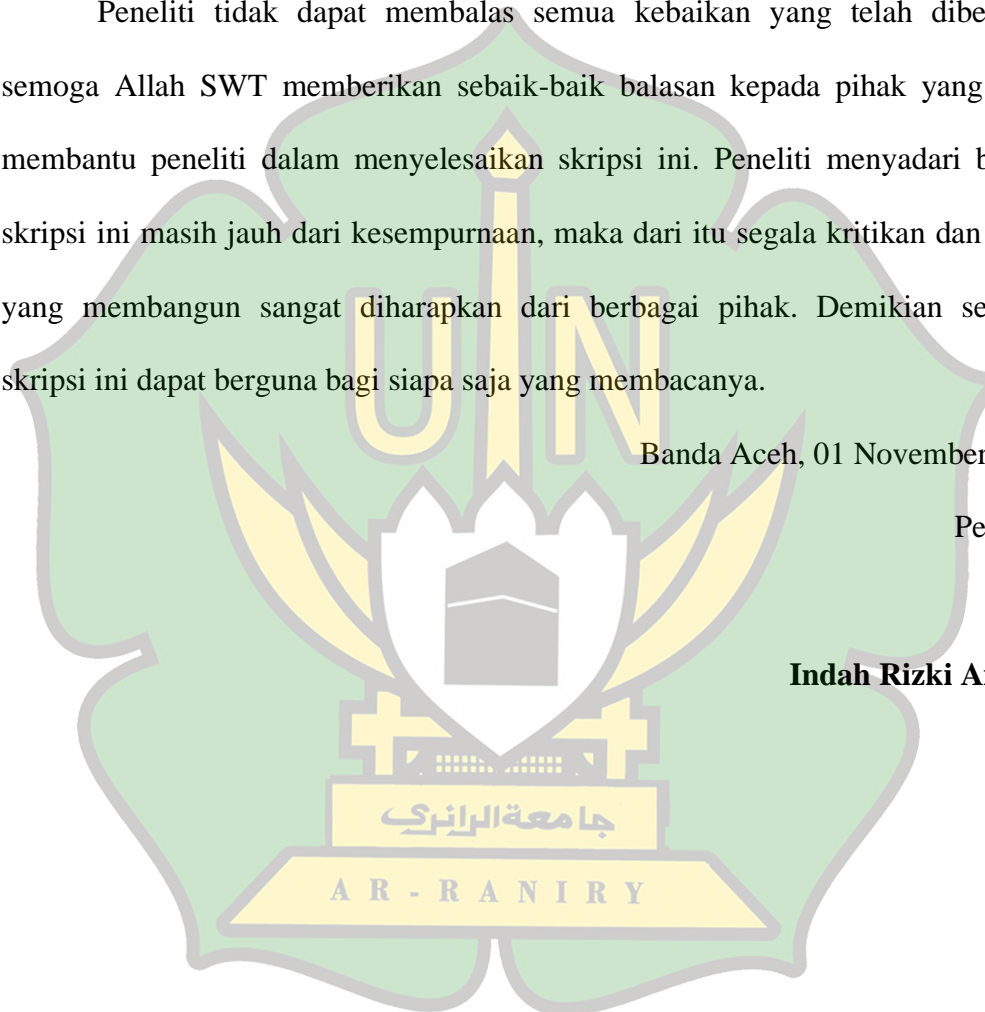 Peneliti tidak dapat membalas semua kebaikan yang telah dibe
semoga Allah SWT memberikan sebaik-baik balasan kepada pihak yang
membantu peneliti dalam menyelesaikan skripsi ini. Peneliti menyadari b
skripsi ini masih jauh dari kesempurnaan, maka dari itu segala kritikan dan
yang membangun sangat diharapkan dari berbagai pihak. Demikian se
skripsi ini dapat berguna bagi siapa saja yang membacanya.
UIN
Banda Aceh, 01 November
Pe
Indah Rizki A
جامعة الرانري
AR-RANIRY